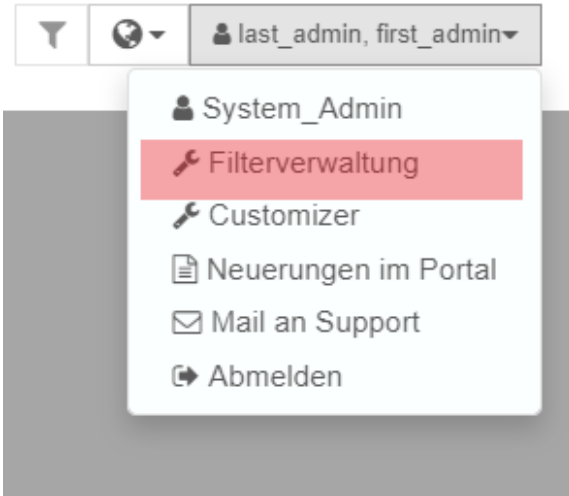 last_admin, first_admin
System_Admin
Filterverwaltung
Customizer
Neuerungen im Portal
Mail an Support
Abmelden